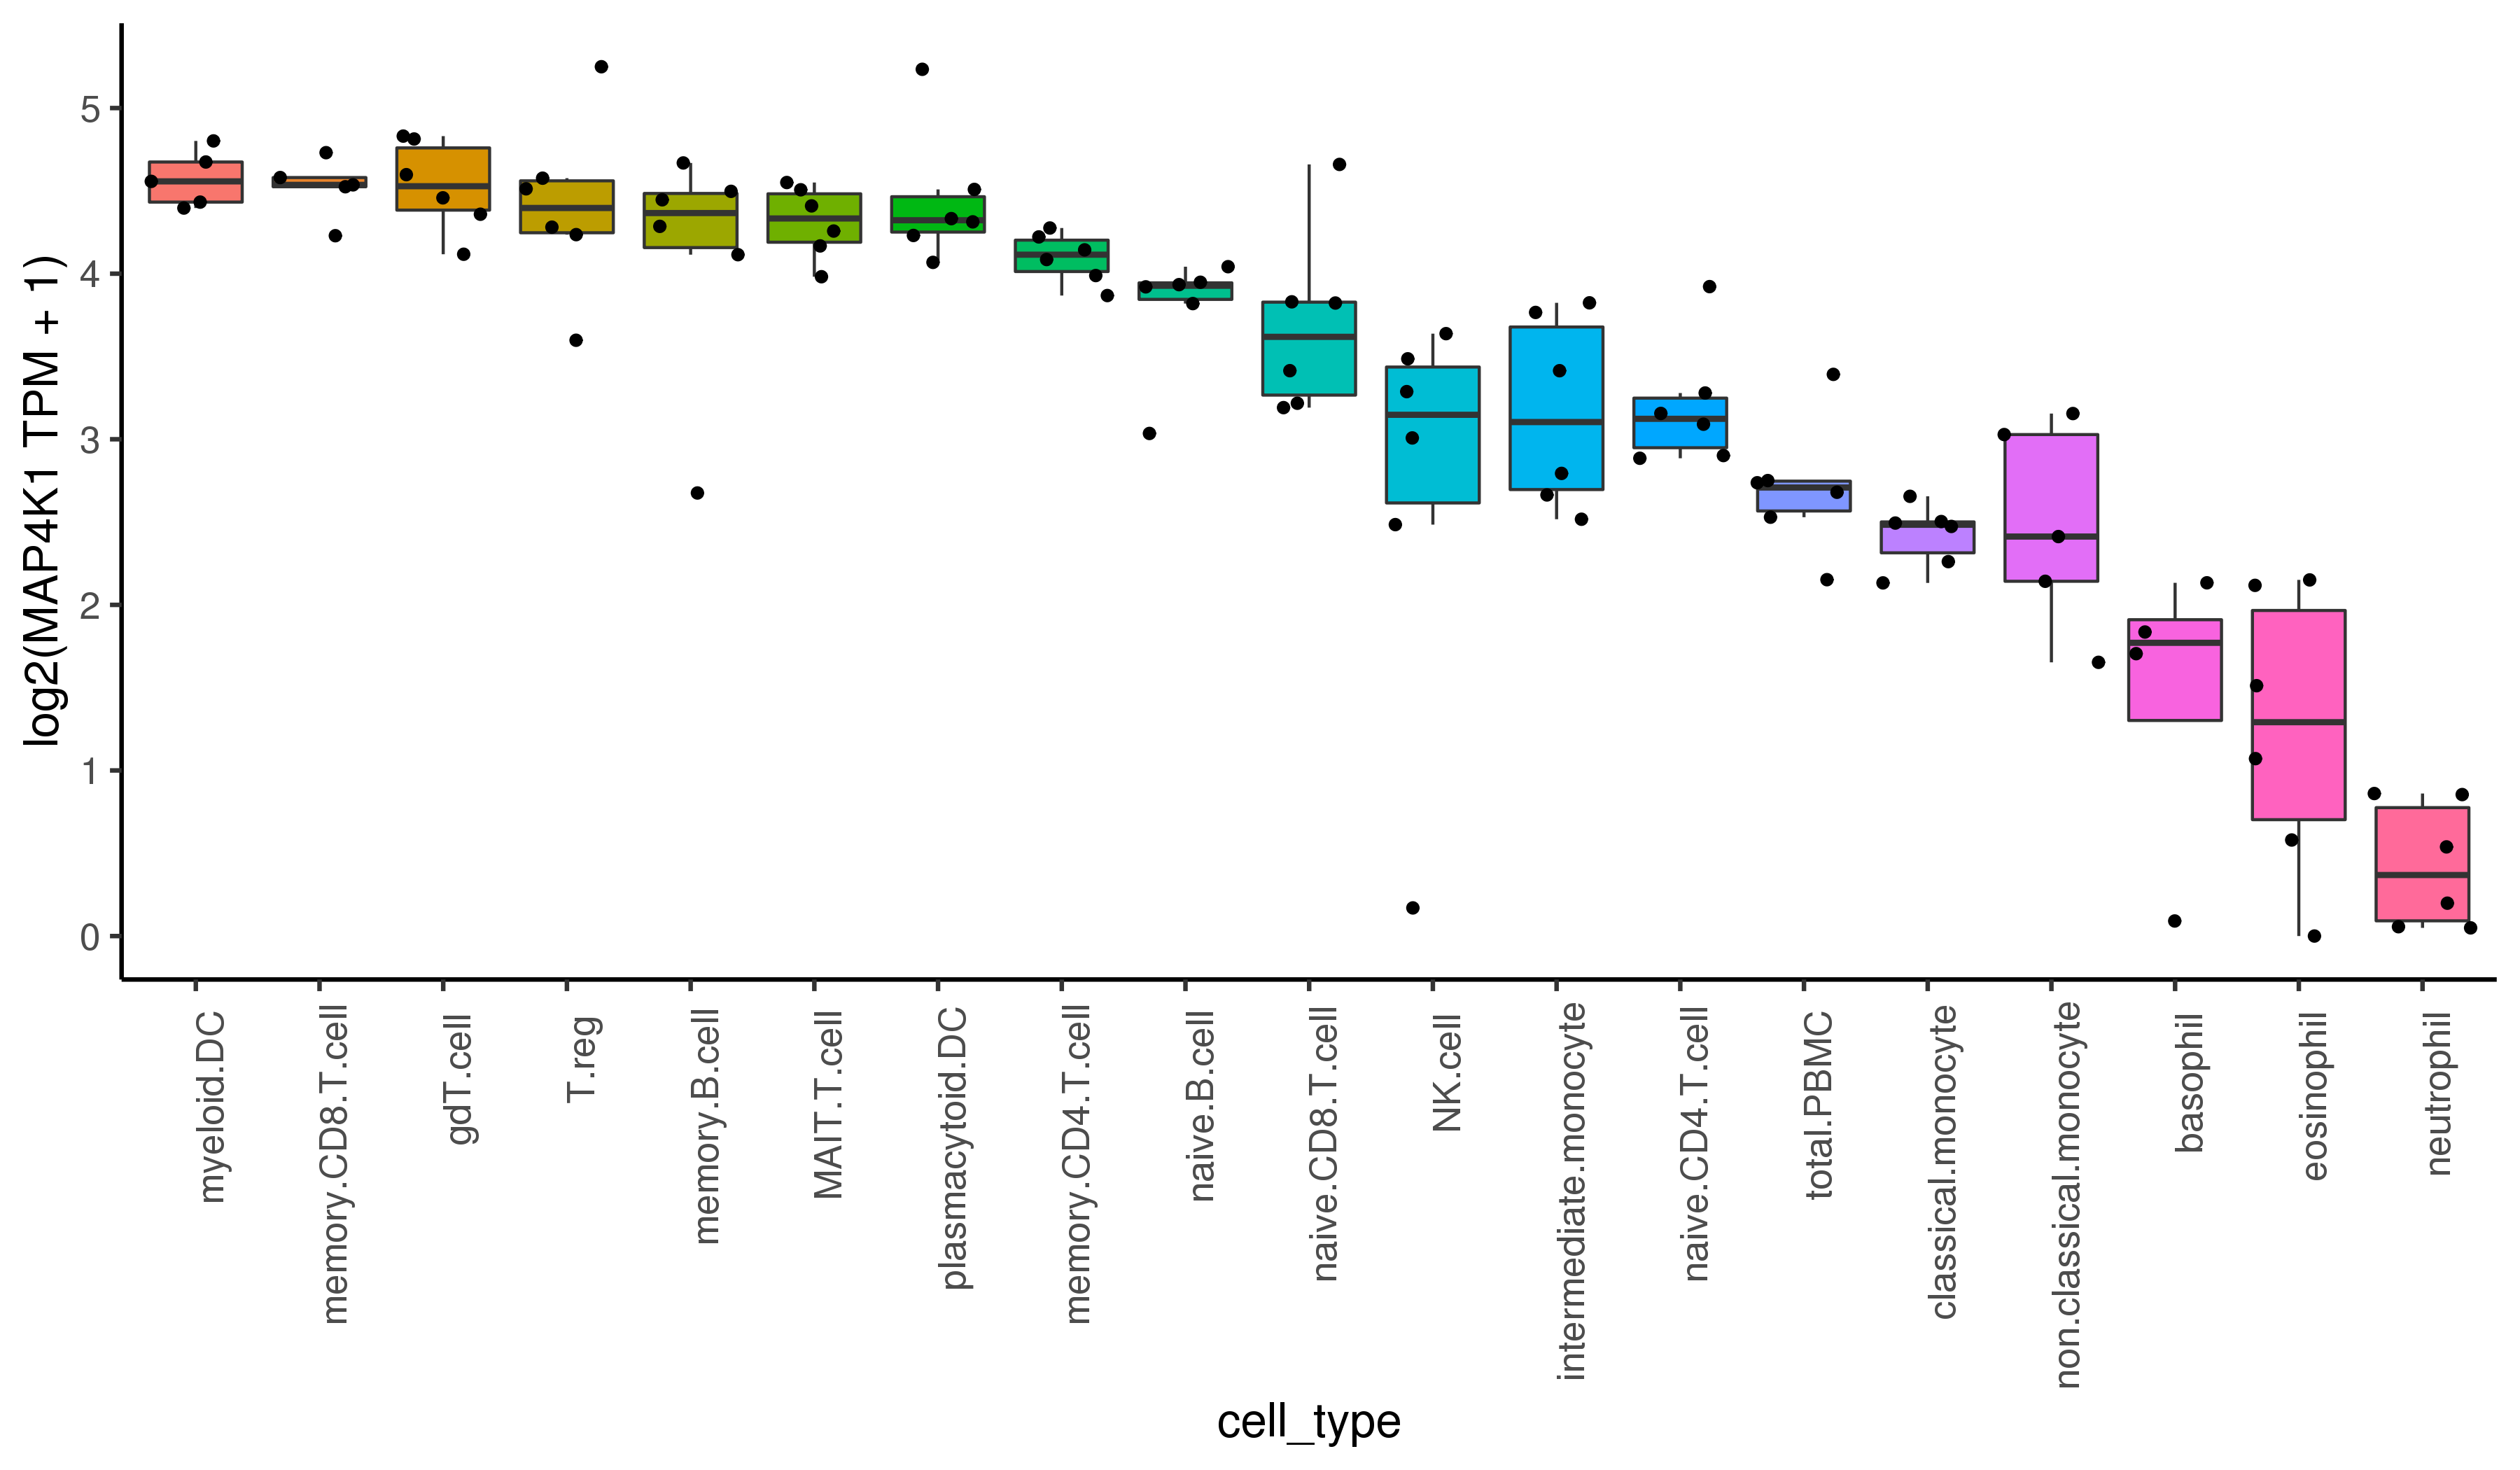 log2(MAP4K1 TPM + 1)
5
4
3
2
1
0
myeloid.DC
memory.CD8.T.cell
gdT.cell
T.reg
memory.B.cell
MAIT.T.cell
plasmacytoid.DC
memory.CD4.T.cell
naive.B.cell
naive.CD8.T.cell
NK.cell
intermediate.monocyte
naive.CD4.T.cell
total.PBMC
classical.monocyte
non.classical.monocyte
basophil
eosinophil
neutrophil
cell_type